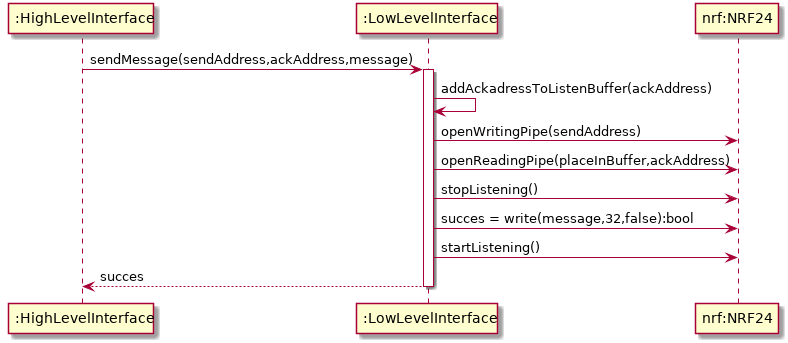 :HighLevelInterface :LowLevelInterface nrf:NRF24
sendMessage(sendAddress,ackAddress,message)
addAckadressToListenBuffer(ackAddress)
openWritingPipe(sendAddress)
openReadingPipe(placeInBuffer,ackAddress)
stopListening()
succes = write(message,32,false):bool
startListening()
succes
:HighLevelInterface :LowLevelInterface nrf:NRF24